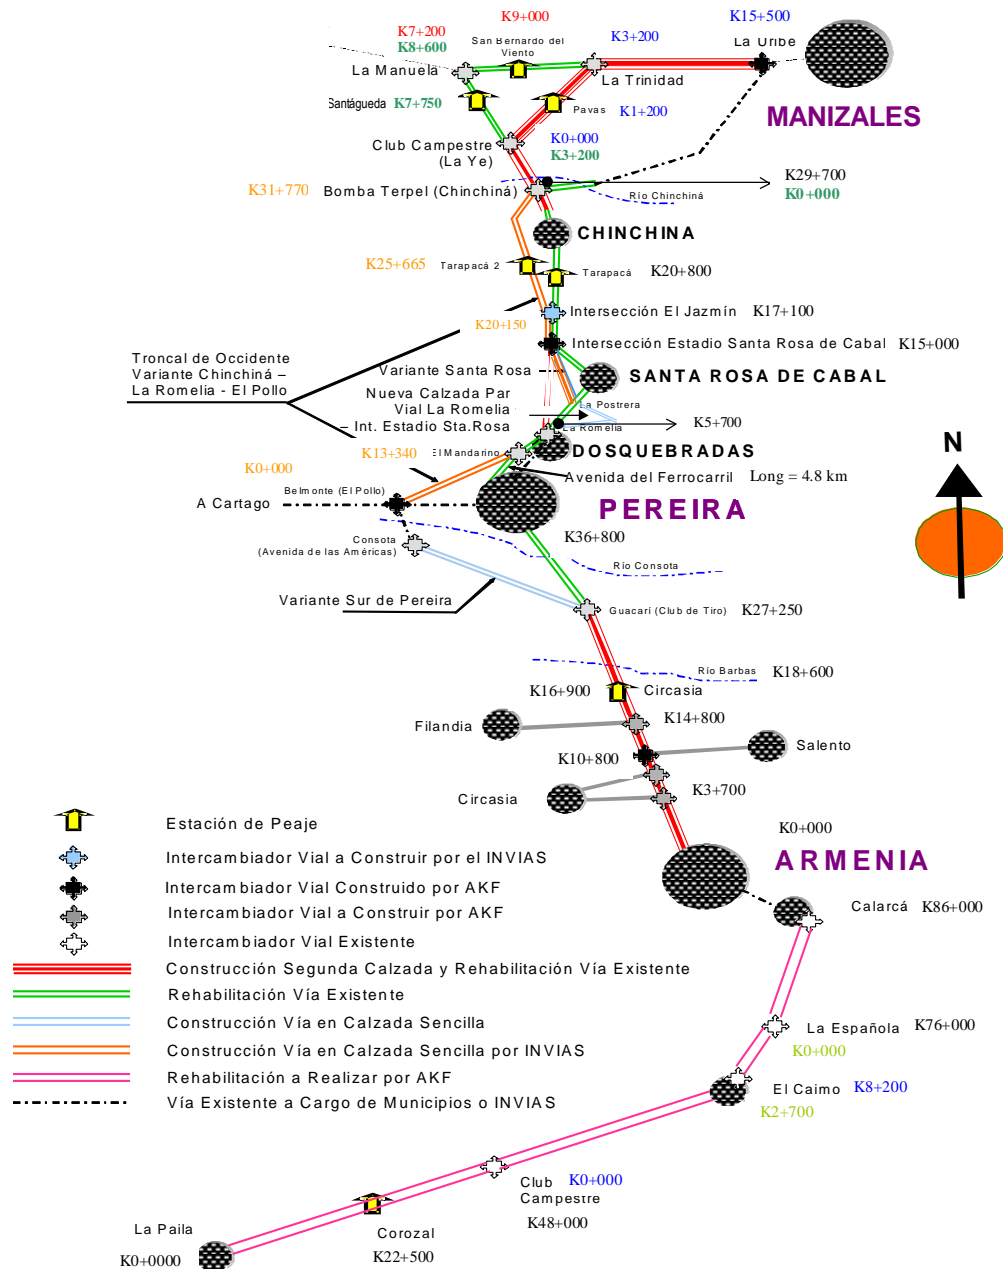 K15+500
K9+000
K7+200
K8+600
San Bernardo del
Viento
K3+200
La Uribe
La Manuela
La Trinidad
Santágueda K7+750
Pavas
K1+200
MANIZALES
Club Campestre
(La Ye)
K0+000
K3+200
K31+770
Bomba Terpel (Chinchiná)
K29+700
K0+000
Río Chinchiná
CHINCHINA
K25+665
Tarapacá 2
Tarapacá
K20+800
Intersección El Jazmín
K17+100
K20+150
Intersección Estadio Santa Rosa de Cabal
K15+000
Troncal de Occidente
Variante Chinchiná –
La Romelia - El Pollo
Variante Santa Rosa
SANTA ROSA DE CABAL
Nueva Calzada Par
Vial La Romelia
– Int. Estadio Sta.Rosa
La Postrera
La Romelia
K5+700
El Mandarino
DOSQUEBRADAS
K13+340
K0+000
Avenida del Ferrocarril
Long = 4.8 km
Belmonte (El Pollo)
A Cartago
PEREIRA
N
K36+800
Consota
(Avenida de las Américas)
Río Consota
Variante Sur de Pereira
Guacarí (Club de Tiro)
K27+250
Río Barbas
K18+600
K16+900
Circasia
Filandia
K14+800
Salento
K10+800
K3+700
Circasia
K0+000
ARMENIA
Estación de Peaje
Intercambiador Vial a Construir por el INVIAS
Intercambiador Vial Construido por AKF
Intercambiador Vial a Construir por AKF
Intercambiador Vial Existente
Construcción Segunda Calzada y Rehabilitación Vía Existente
Rehabilitación Vía Existente
Construcción Vía en Calzada Sencilla
Construcción Vía en Calzada Sencilla por INVIAS
Rehabilitación a Realizar por AKF
Vía Existente a Cargo de Municipios o INVIAS
Calarcá
K86+000
La Española
K76+000
K0+000
El Caimo
K8+200
K2+700
Club
Campestre
K0+000
K48+000
Corozal
K22+500
La Paila
K0+0000